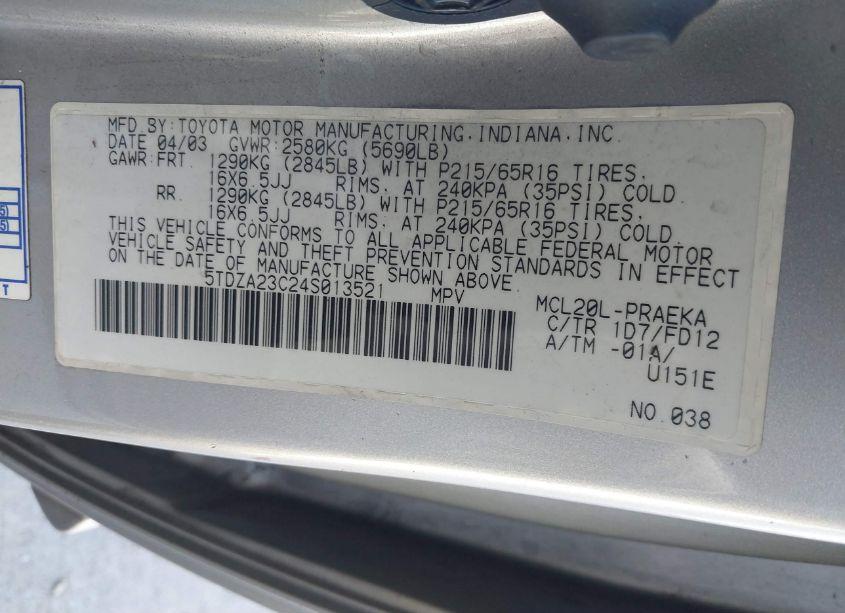 MFD.BY:TOYOTA MOTOR MANUFACTURING,INDIANA,INC.
DATE 04/03 GVWR:2580KG (5690LB)
GAWR:FRT. 1290KG (2845LB) WITH P215/65R16 TIRES,
16X6.5JJ RIMS, AT 240KPA (35PSI) COLD.
RR. 1290KG (2845LB) WITH P215/65R16 TIRES,
16X6.5JJ RIMS, AT 240KPA (35PSI) COLD.
THIS VEHICLE CONFORMS TO ALL APPLICABLE FEDERAL MOTOR
VEHICLE SAFETY AND THEFT PREVENTION STANDARDS IN EFFECT
ON THE DATE OF MANUFACTURE SHOWN ABOVE.
5TDZA23C24S013521 MPV
MCL20L-PRAEKA
C/TR 1D7/FD12
A/TM -01A/
U151E
NO.038